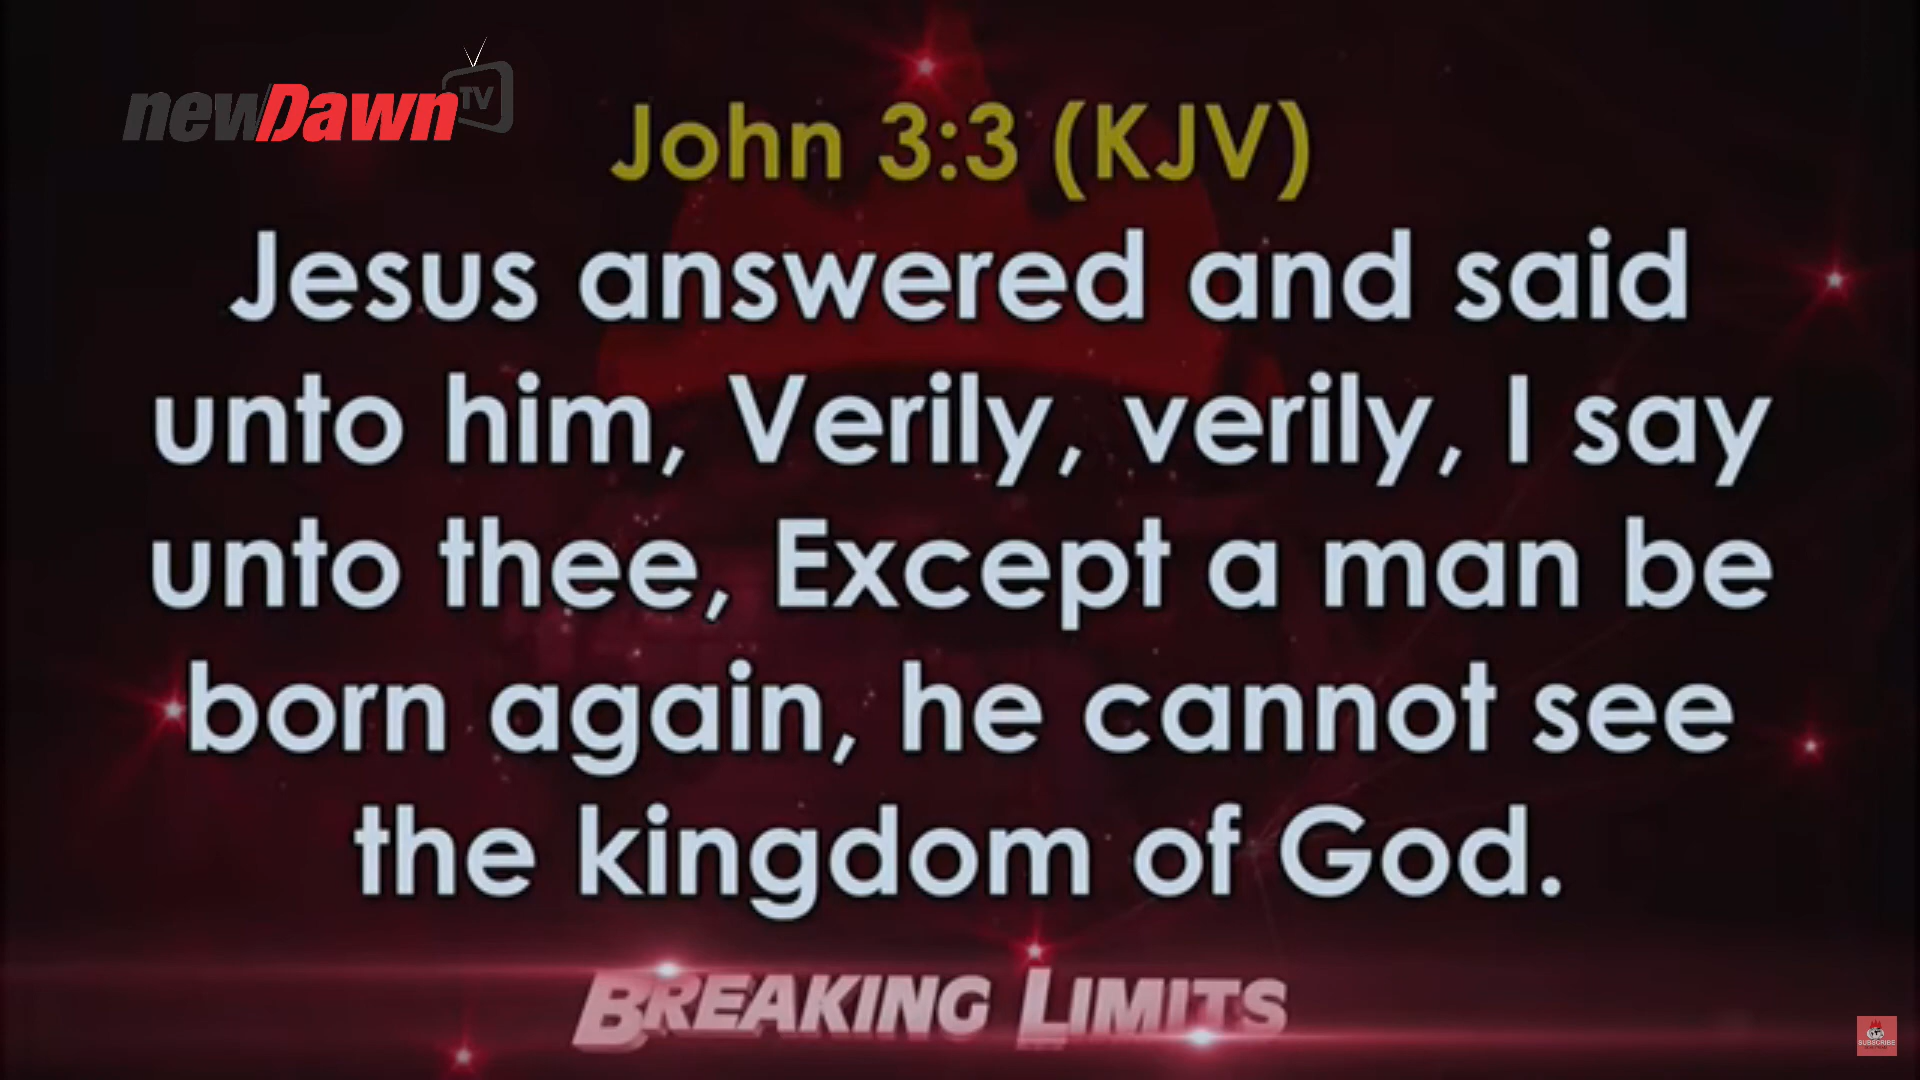 newDawn TV
John 3:3 (KJV)
Jesus answered and said
unto him, Verily, verily, I say
unto thee, Except a man be
born again, he cannot see
the kingdom of God.
BREAKING LIMITS
SUBSCRIBE